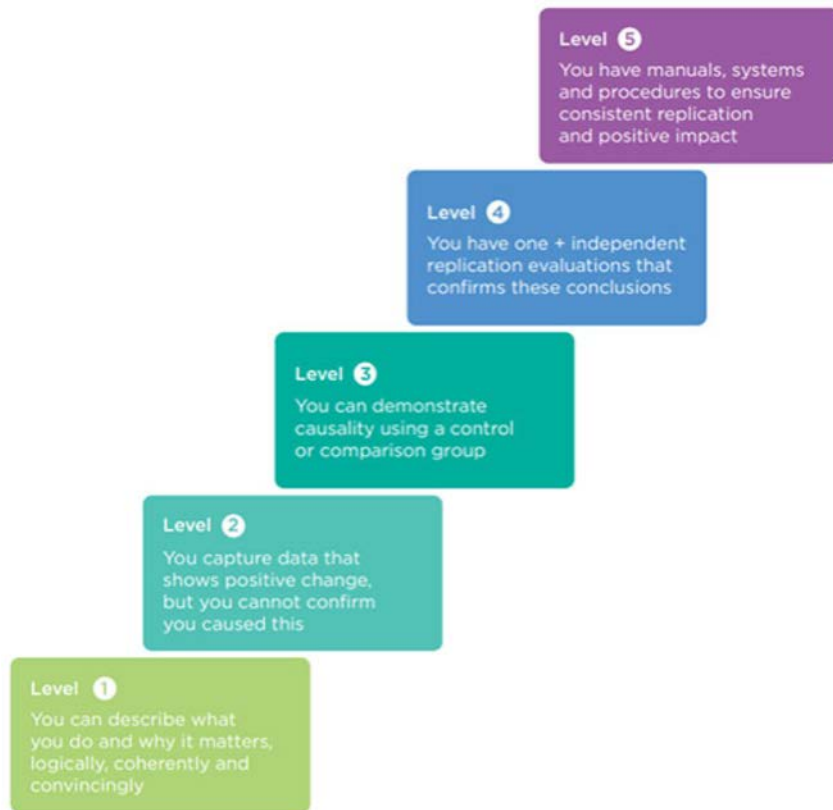 Level 5
You have manuals, systems
and procedures to ensure
consistent replication
and positive impact
Level 4
You have one + independent
replication evaluations that
confirms these conclusions
Level 3
You can demonstrate
causality using a control
or comparison group
Level 2
You capture data that
shows positive change,
but you cannot confirm
you caused this
Level 1
You can describe what
you do and why it matters,
logically, coherently and
convincingly